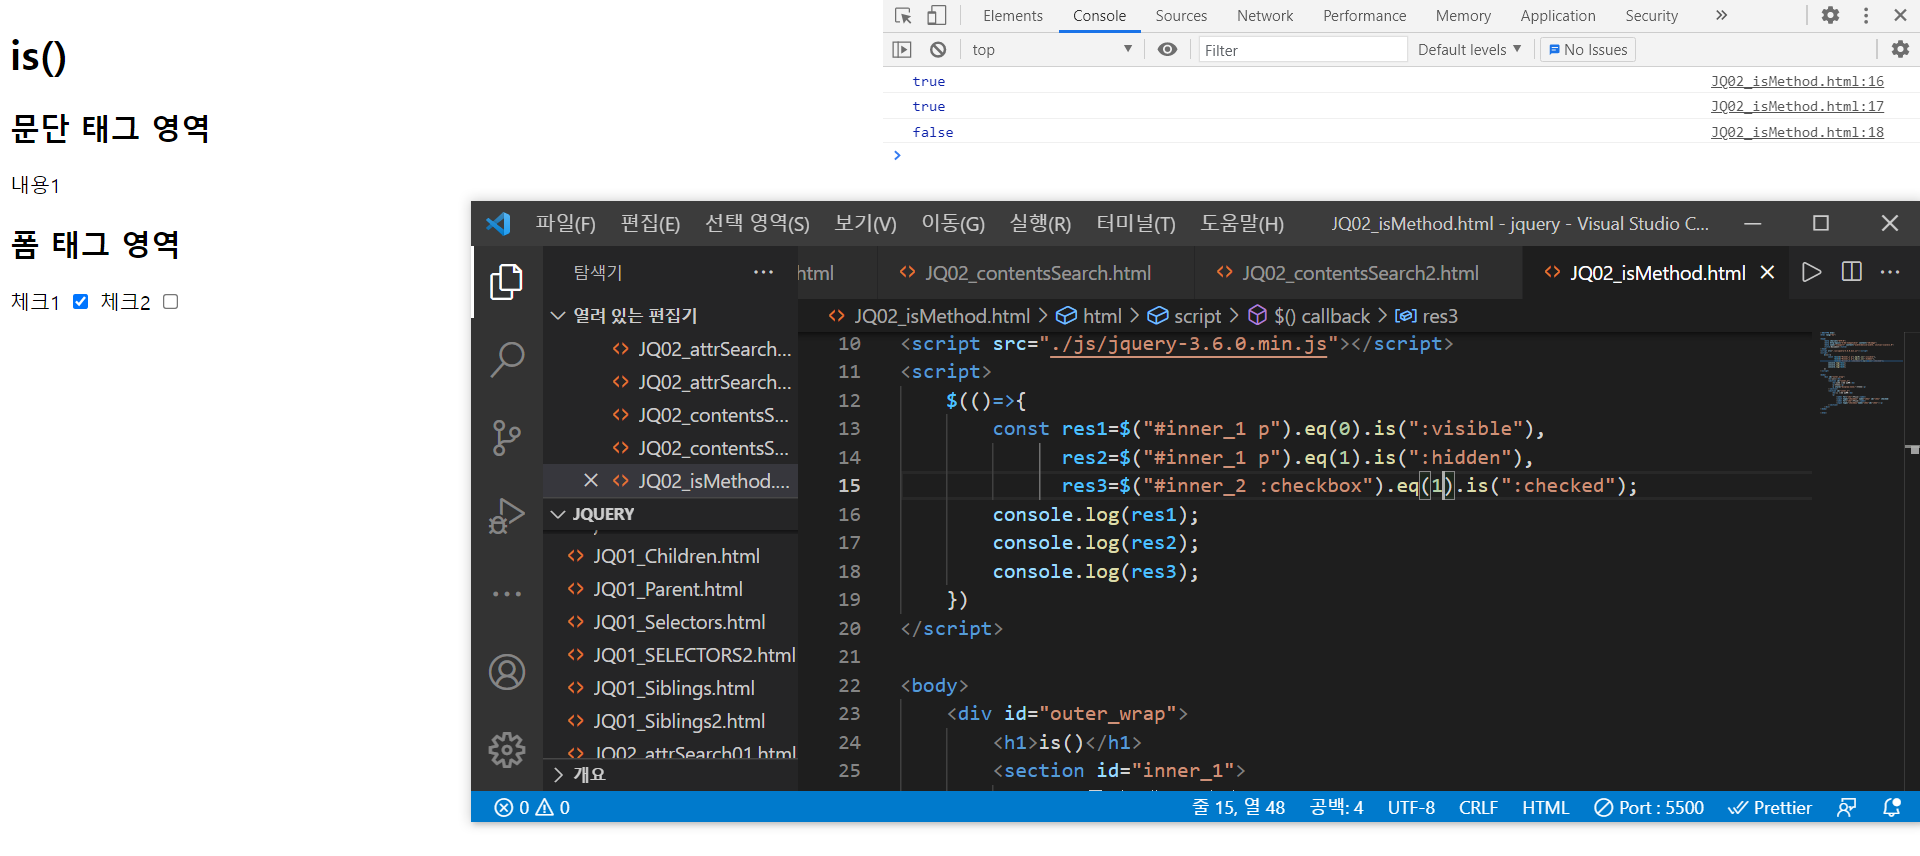 is()
문단 태그 영역
내용1
폼 태그 영역
체크1 체크2
Elements Console Sources Network Performance Memory Application Security »
top Filter Default levels No Issues
true JQ02_isMethod.html:16
true JQ02_isMethod.html:17
false JQ02_isMethod.html:18
파일(F) 편집(E) 선택 영역(S) 보기(V) 이동(G) 실행(R) 터미널(T) 도움말(H) JQ02_isMethod.html - jquery - Visual Studio C...
탐색기 ··· html JQ02_contentsSearch.html JQ02_contentsSearch2.html JQ02_isMethod.html
열려 있는 편집기
JQ02_attrSearch...
JQ02_attrSearch...
JQ02_contentsS...
JQ02_contentsS...
JQ02_isMethod....
JQUERY
JQ01_Children.html
JQ01_Parent.html
JQ01_Selectors.html
JQ01_SELECTORS2.html
JQ01_Siblings.html
JQ01_Siblings2.html
JQ02_attrSearch01.html
개요
JQ02_isMethod.html > html > script > $() callback > res3
10 <script src="./js/jquery-3.6.0.min.js"></script>
11 <script>
12 $(()=>{
13 const res1=$("#inner_1 p").eq(0).is(":visible"),
14 res2=$("#inner_1 p").eq(1).is(":hidden"),
15 res3=$("#inner_2 :checkbox").eq(1).is(":checked");
16 console.log(res1);
17 console.log(res2);
18 console.log(res3);
19 })
20 </script>
21
22 <body>
23 <div id="outer_wrap">
24 <h1>is()</h1>
25 <section id="inner_1">
0 0 줄 15, 열 48 공백: 4 UTF-8 CRLF HTML Port : 5500 Prettier